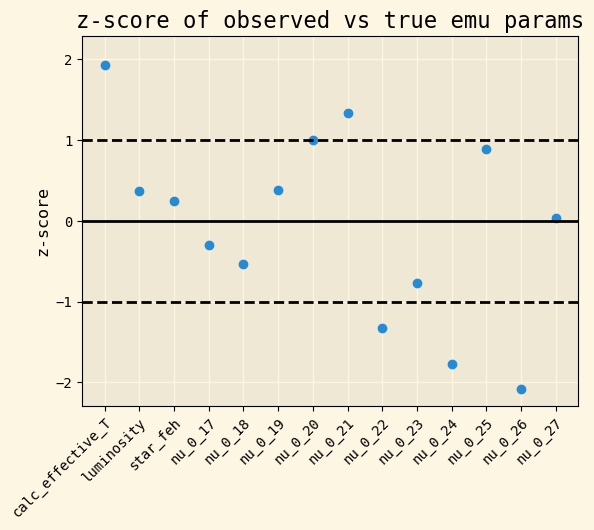 z-score of observed vs true emu params
z-score
2
1
0
−1
−2
calc_effective_T
luminosity
star_feh
nu_0_17
nu_0_18
nu_0_19
nu_0_20
nu_0_21
nu_0_22
nu_0_23
nu_0_24
nu_0_25
nu_0_26
nu_0_27